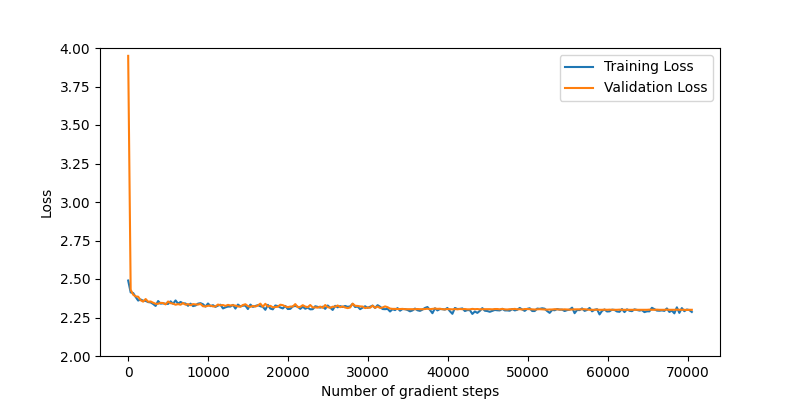 4.00
3.75
3.50
3.25
3.00
2.75
2.50
2.25
2.00
Loss
Training Loss
Validation Loss
0 10000 20000 30000 40000 50000 60000 70000
Number of gradient steps